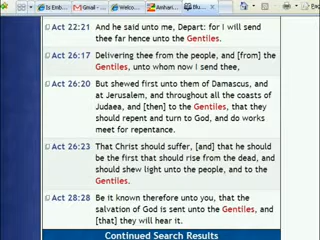 Is Emb
Gmail -
Welco
Amhari
Blu
Act 22:21 And he said unto me, Depart: for I will send
thee far hence unto the Gentiles.
Act 26:17 Delivering thee from the people, and [from] the
Gentiles, unto whom now I send thee,
Act 26:20 But shewed first unto them of Damascus, and
at Jerusalem, and throughout all the coasts of
Judaea, and [then] to the Gentiles, that they
should repent and turn to God, and do works
meet for repentance.
Act 26:23 That Christ should suffer, [and] that he should
be the first that should rise from the dead, and
should shew light unto the people, and to the
Gentiles.
Act 28:28 Be it known therefore unto you, that the
salvation of God is sent unto the Gentiles, and
[that] they will hear it.
Continued Search Results